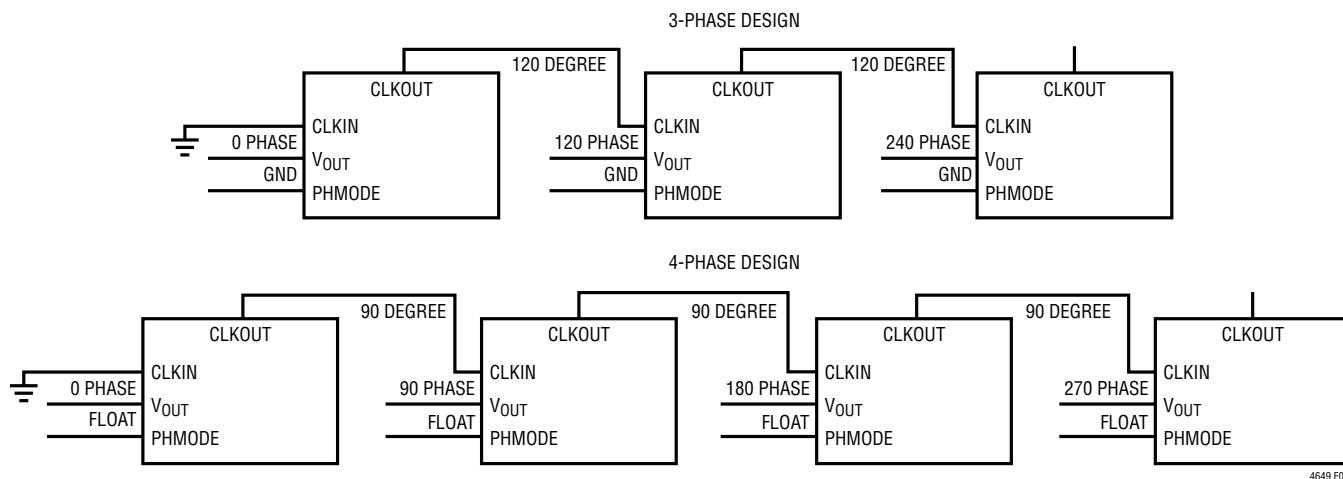 3-PHASE DESIGN
120 DEGREE
120 DEGREE
CLKOUT
CLKOUT
CLKOUT
CLKIN
CLKIN
CLKIN
0 PHASE
120 PHASE
240 PHASE
VOUT
VOUT
VOUT
GND
GND
GND
PHMODE
PHMODE
PHMODE
4-PHASE DESIGN
90 DEGREE
90 DEGREE
90 DEGREE
CLKOUT
CLKOUT
CLKOUT
CLKOUT
CLKIN
CLKIN
CLKIN
CLKIN
0 PHASE
90 PHASE
180 PHASE
270 PHASE
VOUT
VOUT
VOUT
VOUT
FLOAT
FLOAT
FLOAT
FLOAT
PHMODE
PHMODE
PHMODE
PHMODE
4649